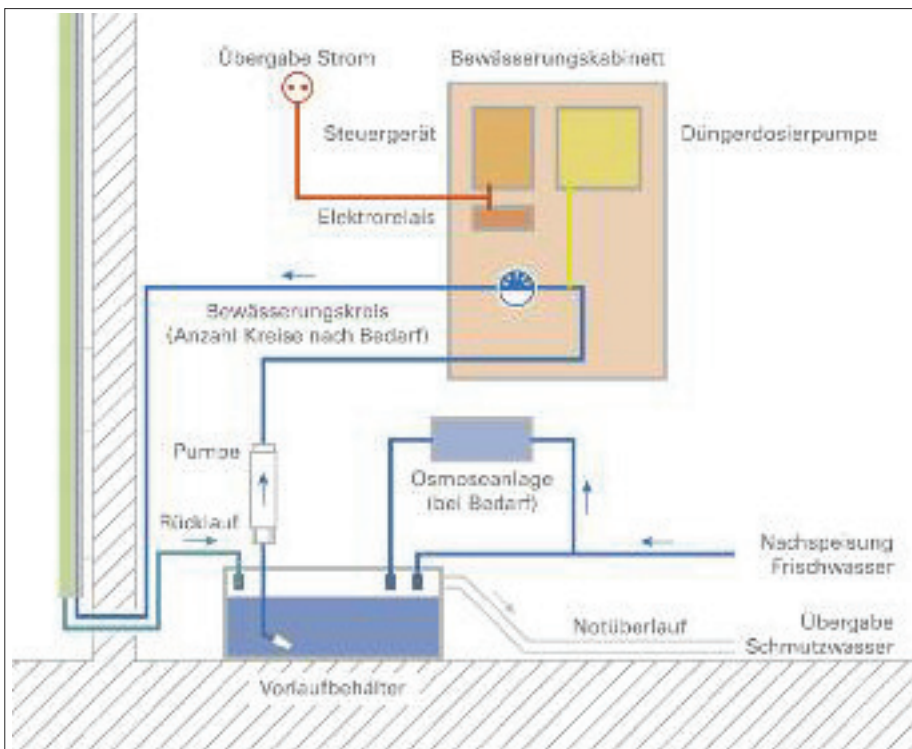 Übergabe Strom
Bewässerungskabinett
Steuergerät
Düngerdosierpumpe
Elektrorelais
Bewässerungskreis
(Anzahl Kreise nach Bedarf)
Pumpe
Osmoseanlage
(bei Bedarf)
Rücklauf
Nachspeisung
Frischwasser
Notüberlauf
Übergabe
Schmutzwasser
Vorlaufbehälter